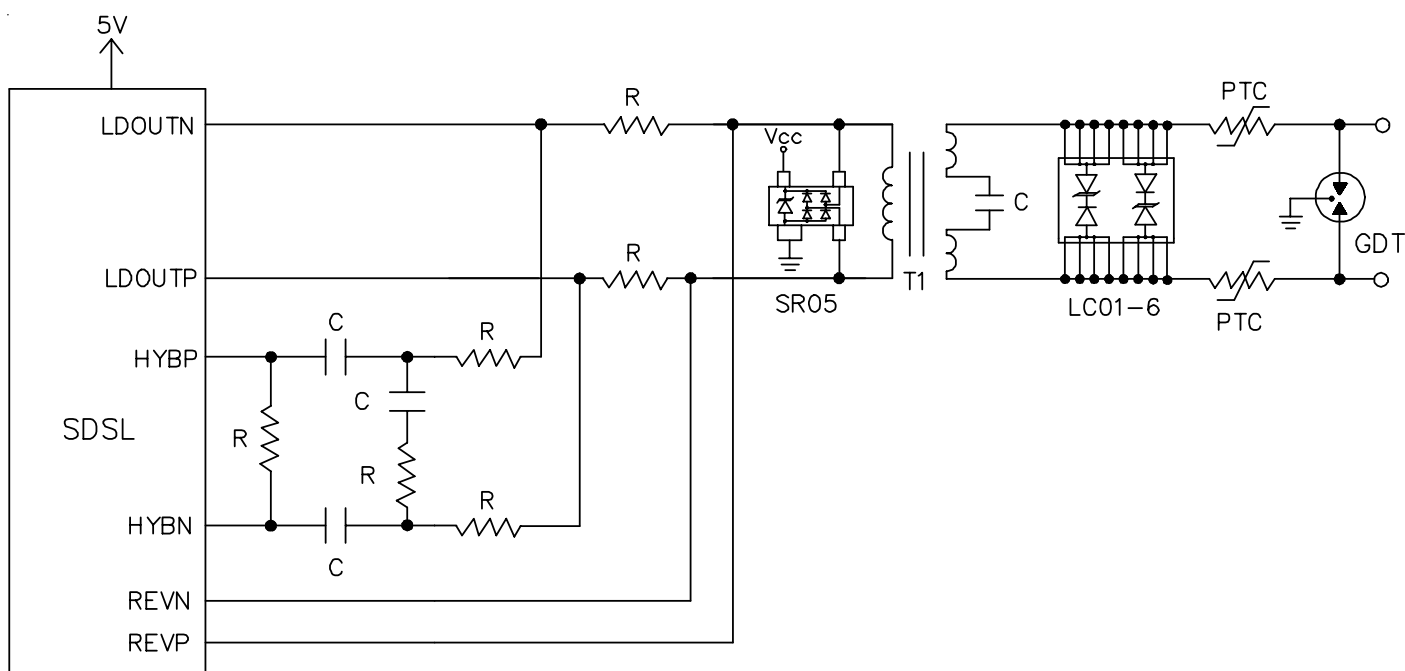 5V
LDOUTN
R
PTC
Vcc
C
GDT
LDOUTP
R
T1
SR05
LC01-6
PTC
C
R
HYBP
C
SDSL
R
R
R
HYBN
C
REVN
REVP